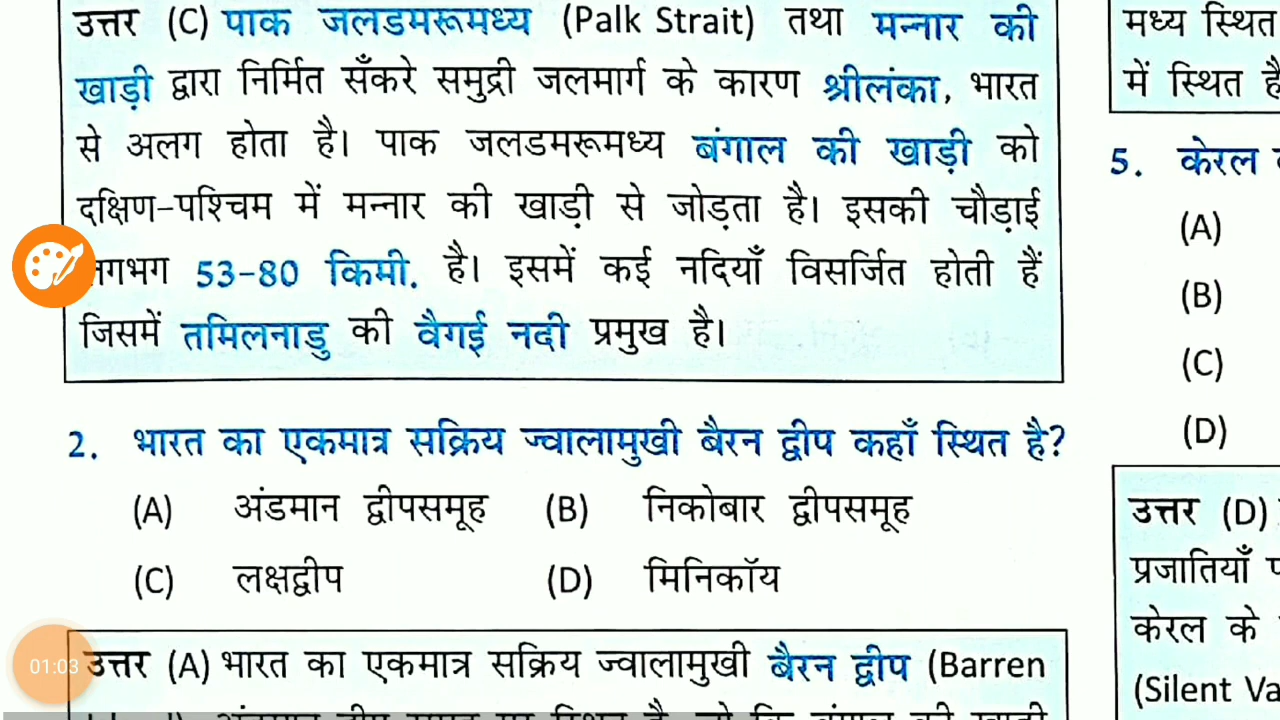 उत्तर (C) पाक जलडमरूमध्य (Palk Strait) तथा मन्नार की
खाड़ी द्वारा निर्मित सँकरे समुद्री जलमार्ग के कारण श्रीलंका, भारत
से अलग होता है। पाक जलडमरूमध्य बंगाल की खाड़ी को
दक्षिण-पश्चिम में मन्नार की खाड़ी से जोड़ता है। इसकी चौड़ाई
53-80 किमी. है। इसमें कई नदियाँ विसर्जित होती हैं
जिसमें तमिलनाडु की वैगई नदी प्रमुख है।
2. भारत का एकमात्र सक्रिय ज्वालामुखी बैरन द्वीप कहाँ स्थित है?
(A) अंडमान द्वीपसमूह (B) निकोबार द्वीपसमूह
(C) लक्षद्वीप (D) मिनिकॉय
उत्तर (A) भारत का एकमात्र सक्रिय ज्वालामुखी बैरन द्वीप (Barren
मध्य स्थित
में स्थित है
5. केरल
(A)
(B)
(C)
(D)
उत्तर (D)
प्रजातियाँ
केरल के
(Silent Va
01:03